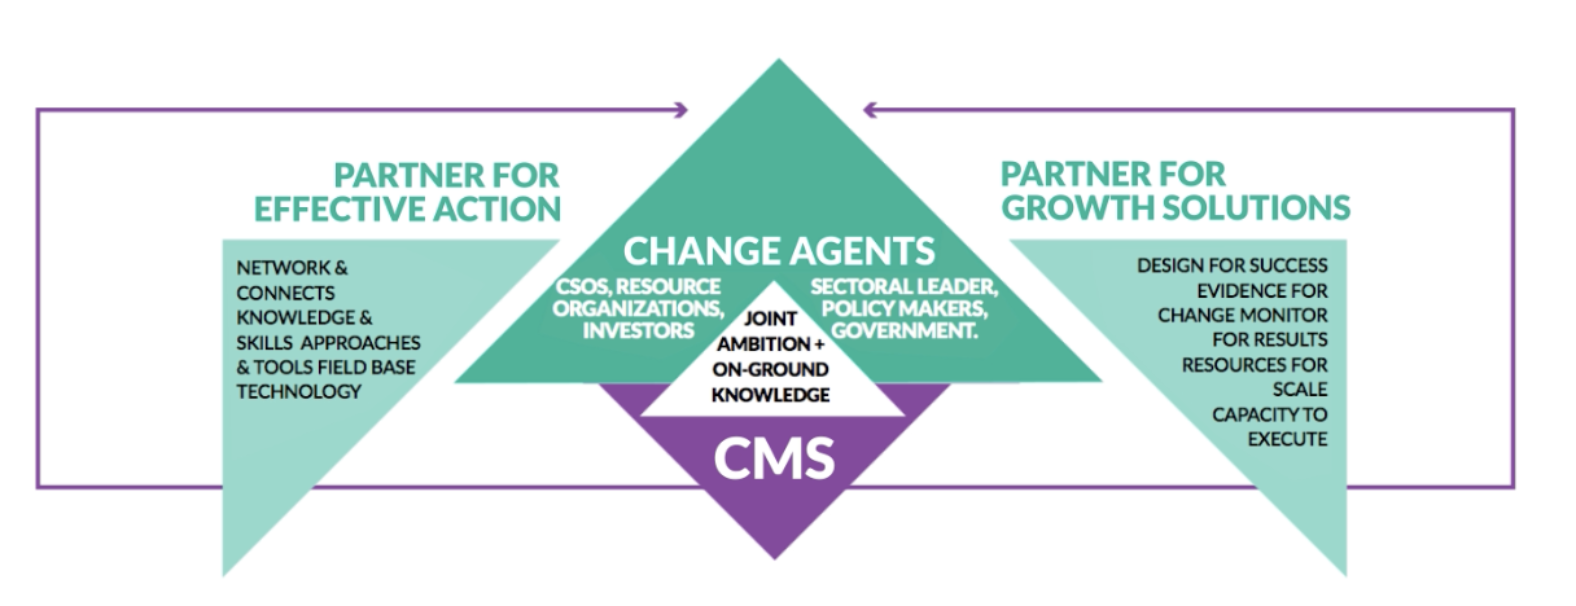 PARTNER FOR
EFFECTIVE ACTION
NETWORK &
CONNECTS
KNOWLEDGE &
SKILLS APPROACHES
& TOOLS FIELD BASE
TECHNOLOGY
CHANGE AGENTS
CSOS, RESOURCE
ORGANIZATIONS,
INVESTORS
SECTORAL LEADER,
POLICY MAKERS,
GOVERNMENT.
JOINT
AMBITION +
ON-GROUND
KNOWLEDGE
CMS
PARTNER FOR
GROWTH SOLUTIONS
DESIGN FOR SUCCESS
EVIDENCE FOR
CHANGE MONITOR
FOR RESULTS
RESOURCES FOR
SCALE
CAPACITY TO
EXECUTE